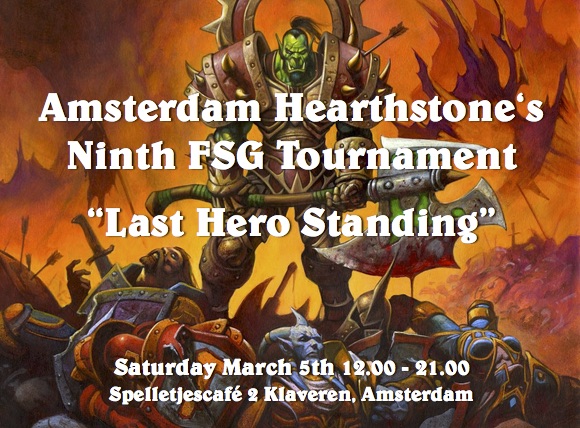 Amsterdam Hearthstone‘s
Ninth FSG Tournament
“Last Hero Standing”
Saturday March 5th 12.00 - 21.00
Spelletjescafé 2 Klaveren, Amsterdam